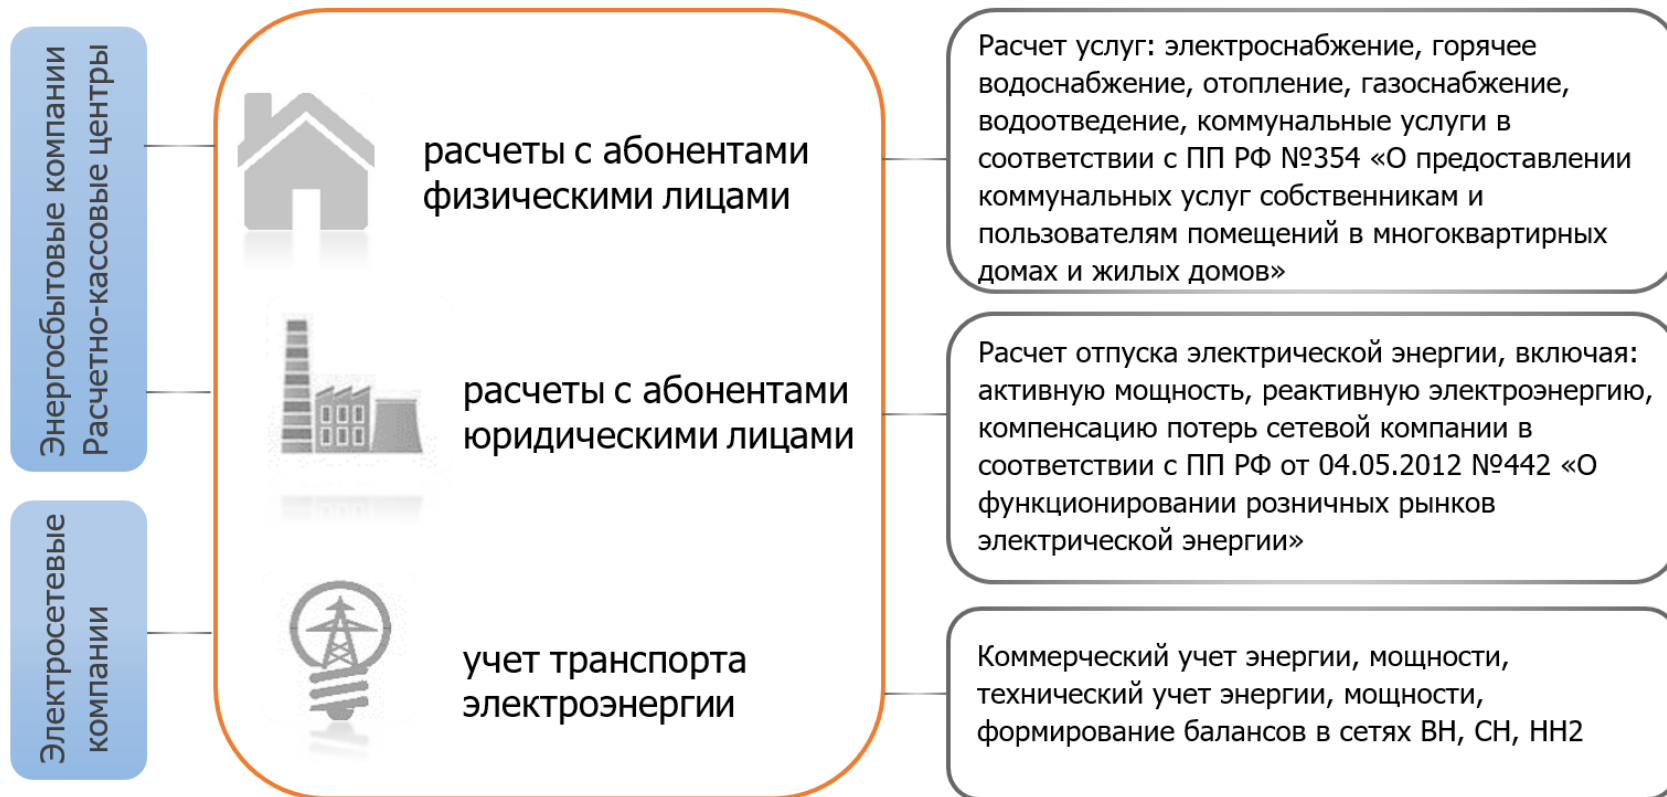 Энергосбытовые компании
Расчетно-кассовые центры
Электросетевые
компании
расчеты с абонентами
физическими лицами
расчеты с абонентами
юридическими лицами
учет транспорта
электроэнергии
Расчет услуг: электроснабжение, горячее
водоснабжение, отопление, газоснабжение,
водоотведение, коммунальные услуги в
соответствии с ПП РФ №354 «О предоставлении
коммунальных услуг собственникам и
пользователям помещений в многоквартирных
домах и жилых домов»
Расчет отпуска электрической энергии, включая:
активную мощность, реактивную электроэнергию,
компенсацию потерь сетевой компании в
соответствии с ПП РФ от 04.05.2012 №442 «О
функционировании розничных рынков
электрической энергии»
Коммерческий учет энергии, мощности,
технический учет энергии, мощности,
формирование балансов в сетях ВН, СН, НН2